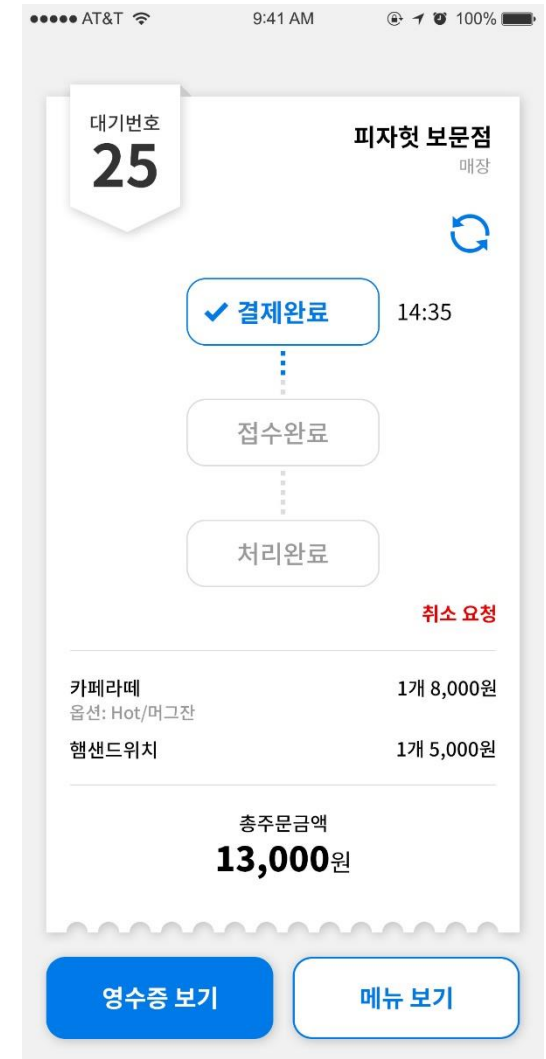 AT&T 9:41 AM 100%
대기번호
25
피자헛 보문점
매장
결제완료 14:35
접수완료
처리완료
취소 요청
카페라떼 1개 8,000원
옵션: Hot/머그잔
햄샌드위치 1개 5,000원
총주문금액
13,000원
영수증 보기 메뉴 보기